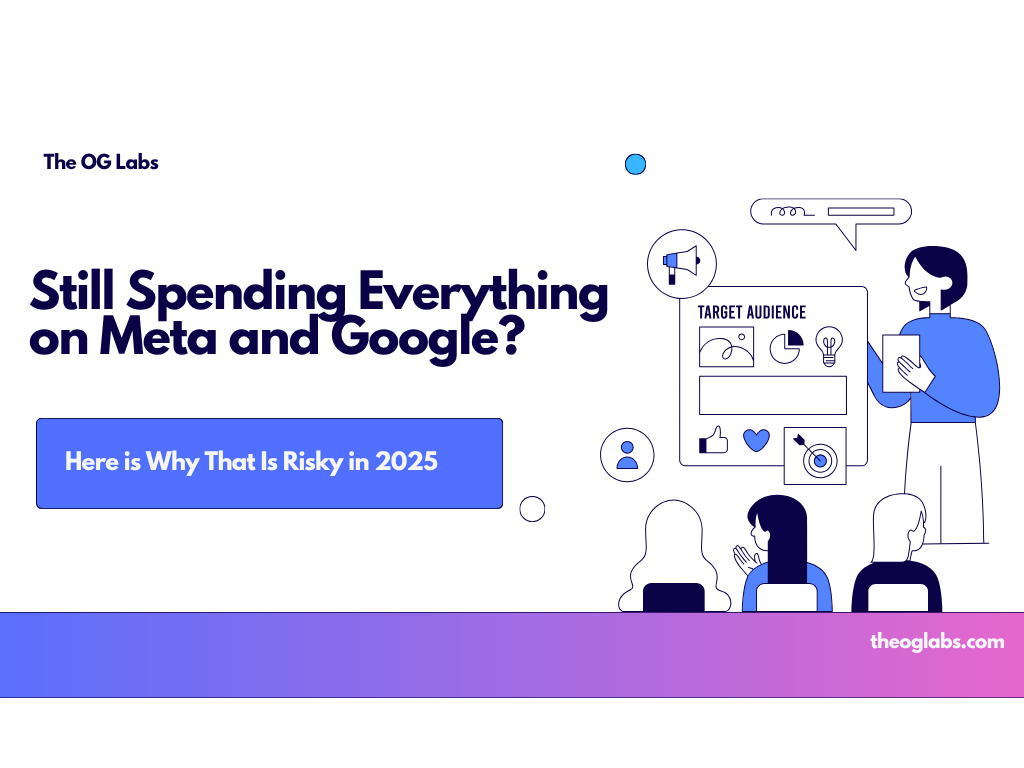 The OG Labs
Still Spending Everything
on Meta and Google?
Here is Why That Is Risky in 2025
TARGET AUDIENCE
theoglabs.com